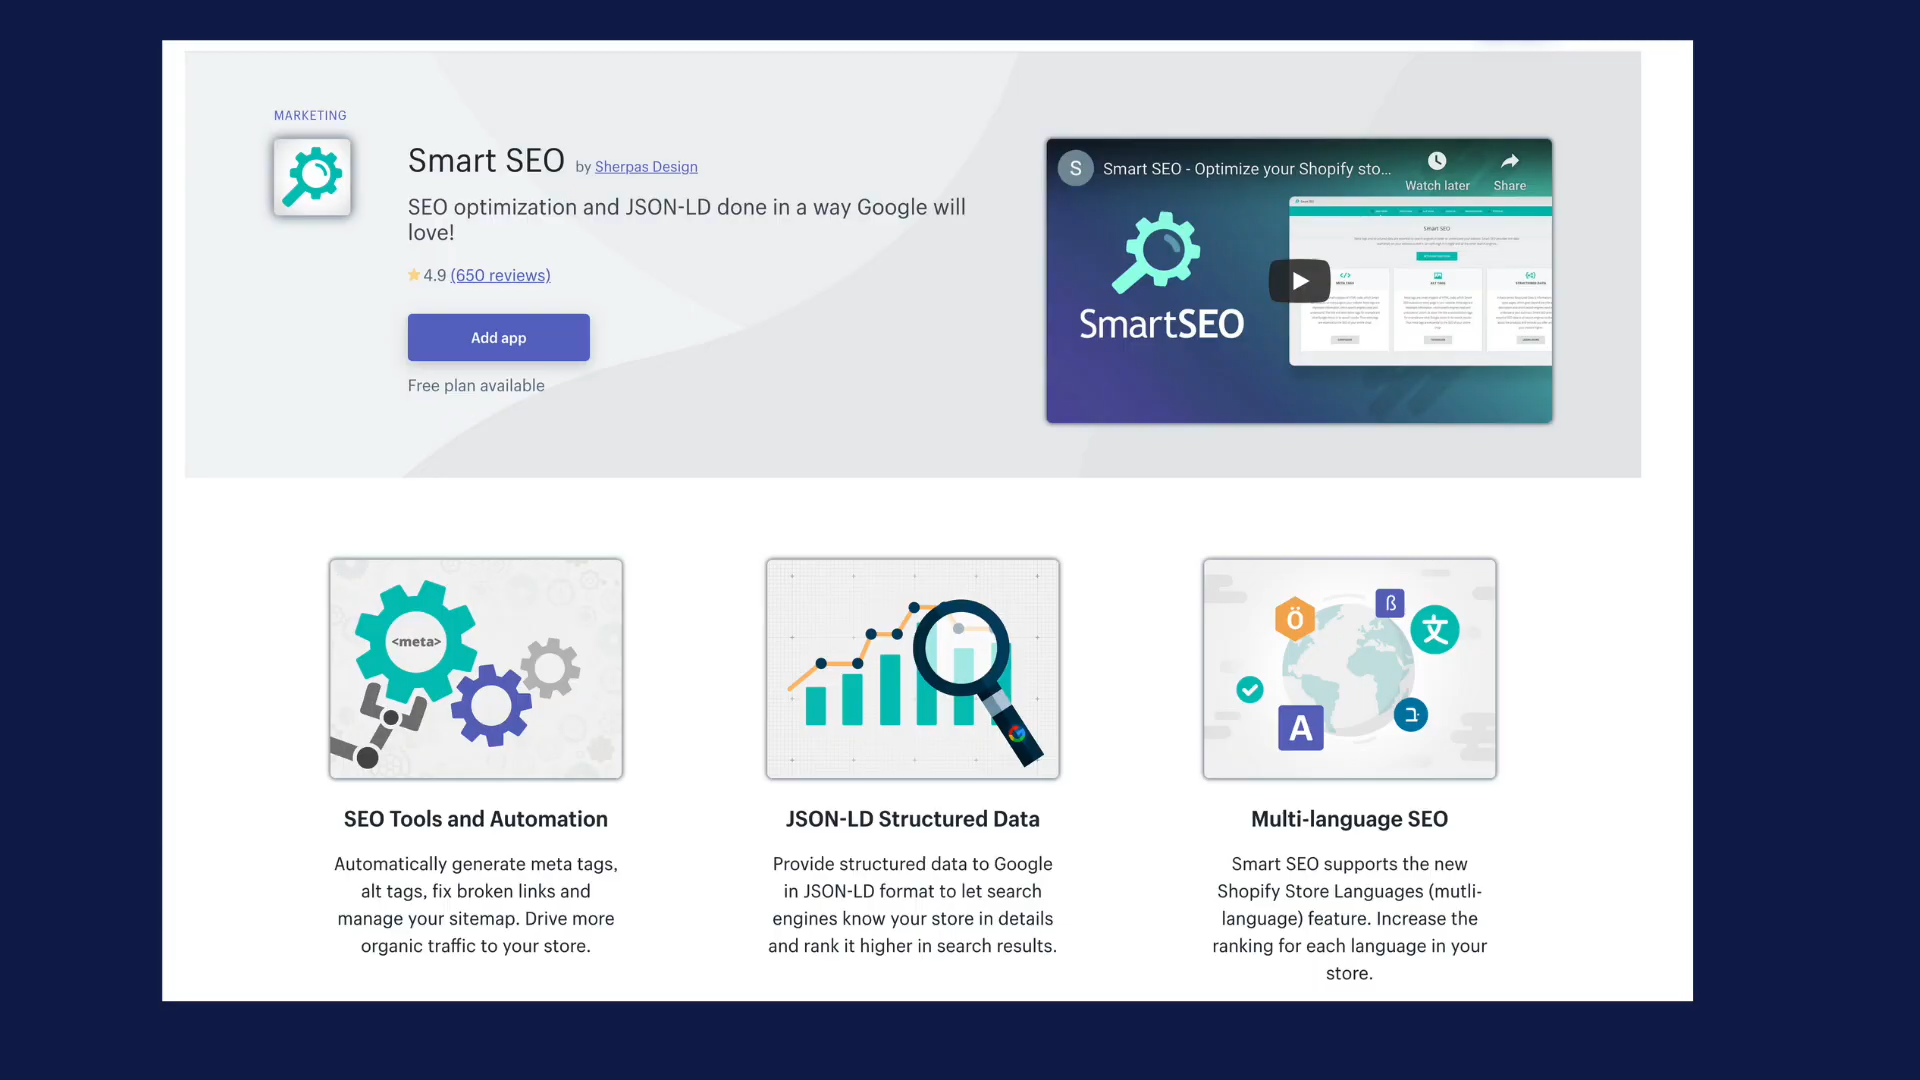 MARKETING
Smart SEO by Sherpas Design
SEO optimization and JSON-LD done in a way Google will
love!
4.9 (650 reviews)
Add app
Free plan available
S
Smart SEO - Optimize your Shopify sto...
Watch later
Share
SmartSEO
Smart SEO
<meta>
Ö
ß
文
A
ב
SEO Tools and Automation
Automatically generate meta tags,
alt tags, fix broken links and
manage your sitemap. Drive more
organic traffic to your store.
JSON-LD Structured Data
Provide structured data to Google
in JSON-LD format to let search
engines know your store in details
and rank it higher in search results.
Multi-language SEO
Smart SEO supports the new
Shopify Store Languages (mutli-
language) feature. Increase the
ranking for each language in your
store.